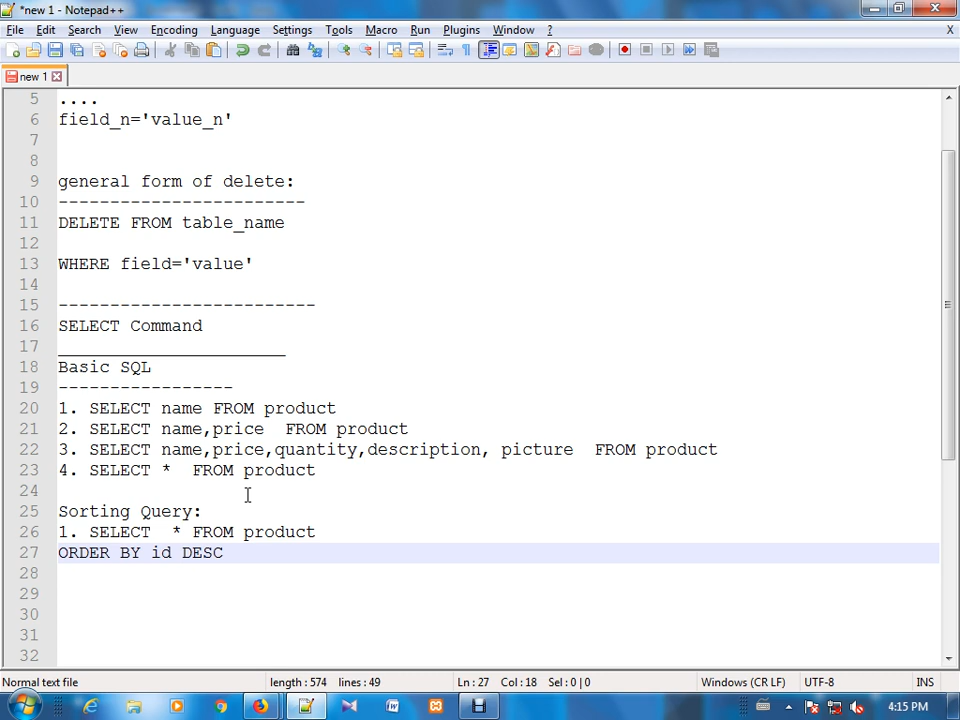 *new 1 - Notepad++
File Edit Search View Encoding Language Settings Tools Macro Run Plugins Window ? X
new 1
5 ....
6 field_n='value_n'
7
8
9 general form of delete:
10 ------------------------
11 DELETE FROM table_name
12
13 WHERE field='value'
14
15 -------------------------
16 SELECT Command
17 ______________________
18 Basic SQL
19 -----------------
20 1. SELECT name FROM product
21 2. SELECT name,price  FROM product
22 3. SELECT name,price,quantity,description, picture  FROM product
23 4. SELECT *  FROM product
24
25 Sorting Query:
26 1. SELECT  * FROM product
27 ORDER BY id DESC
28
29
30
31
32
Normal text file length : 574 lines : 49 Ln : 27 Col : 18 Sel : 0 | 0 Windows (CR LF) UTF-8 INS
4:15 PM